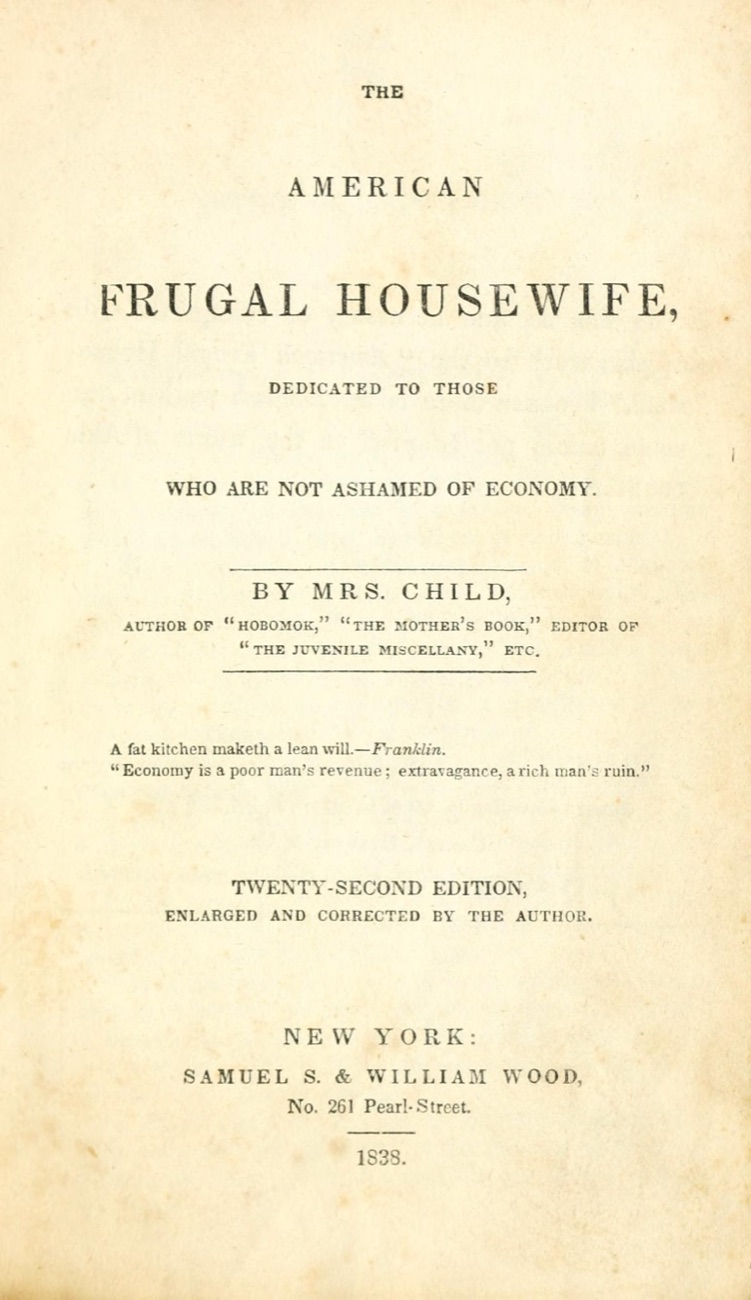 THE
AMERICAN
FRUGAL HOUSEWIFE,
DEDICATED TO THOSE
WHO ARE NOT ASHAMED OF ECONOMY.
BY MRS. CHILD,
AUTHOR OF "HOBOMOK," "THE MOTHER'S BOOK," EDITOR OF
"THE JUVENILE MISCELLANY," ETC.
A fat kitchen maketh a lean will.—Franklin.
"Economy is a poor man's revenue; extravagance, a rich man's ruin."
TWENTY-SECOND EDITION,
ENLARGED AND CORRECTED BY THE AUTHOR.
NEW YORK:
SAMUEL S. & WILLIAM WOOD,
No. 261 Pearl-Street.
1838.